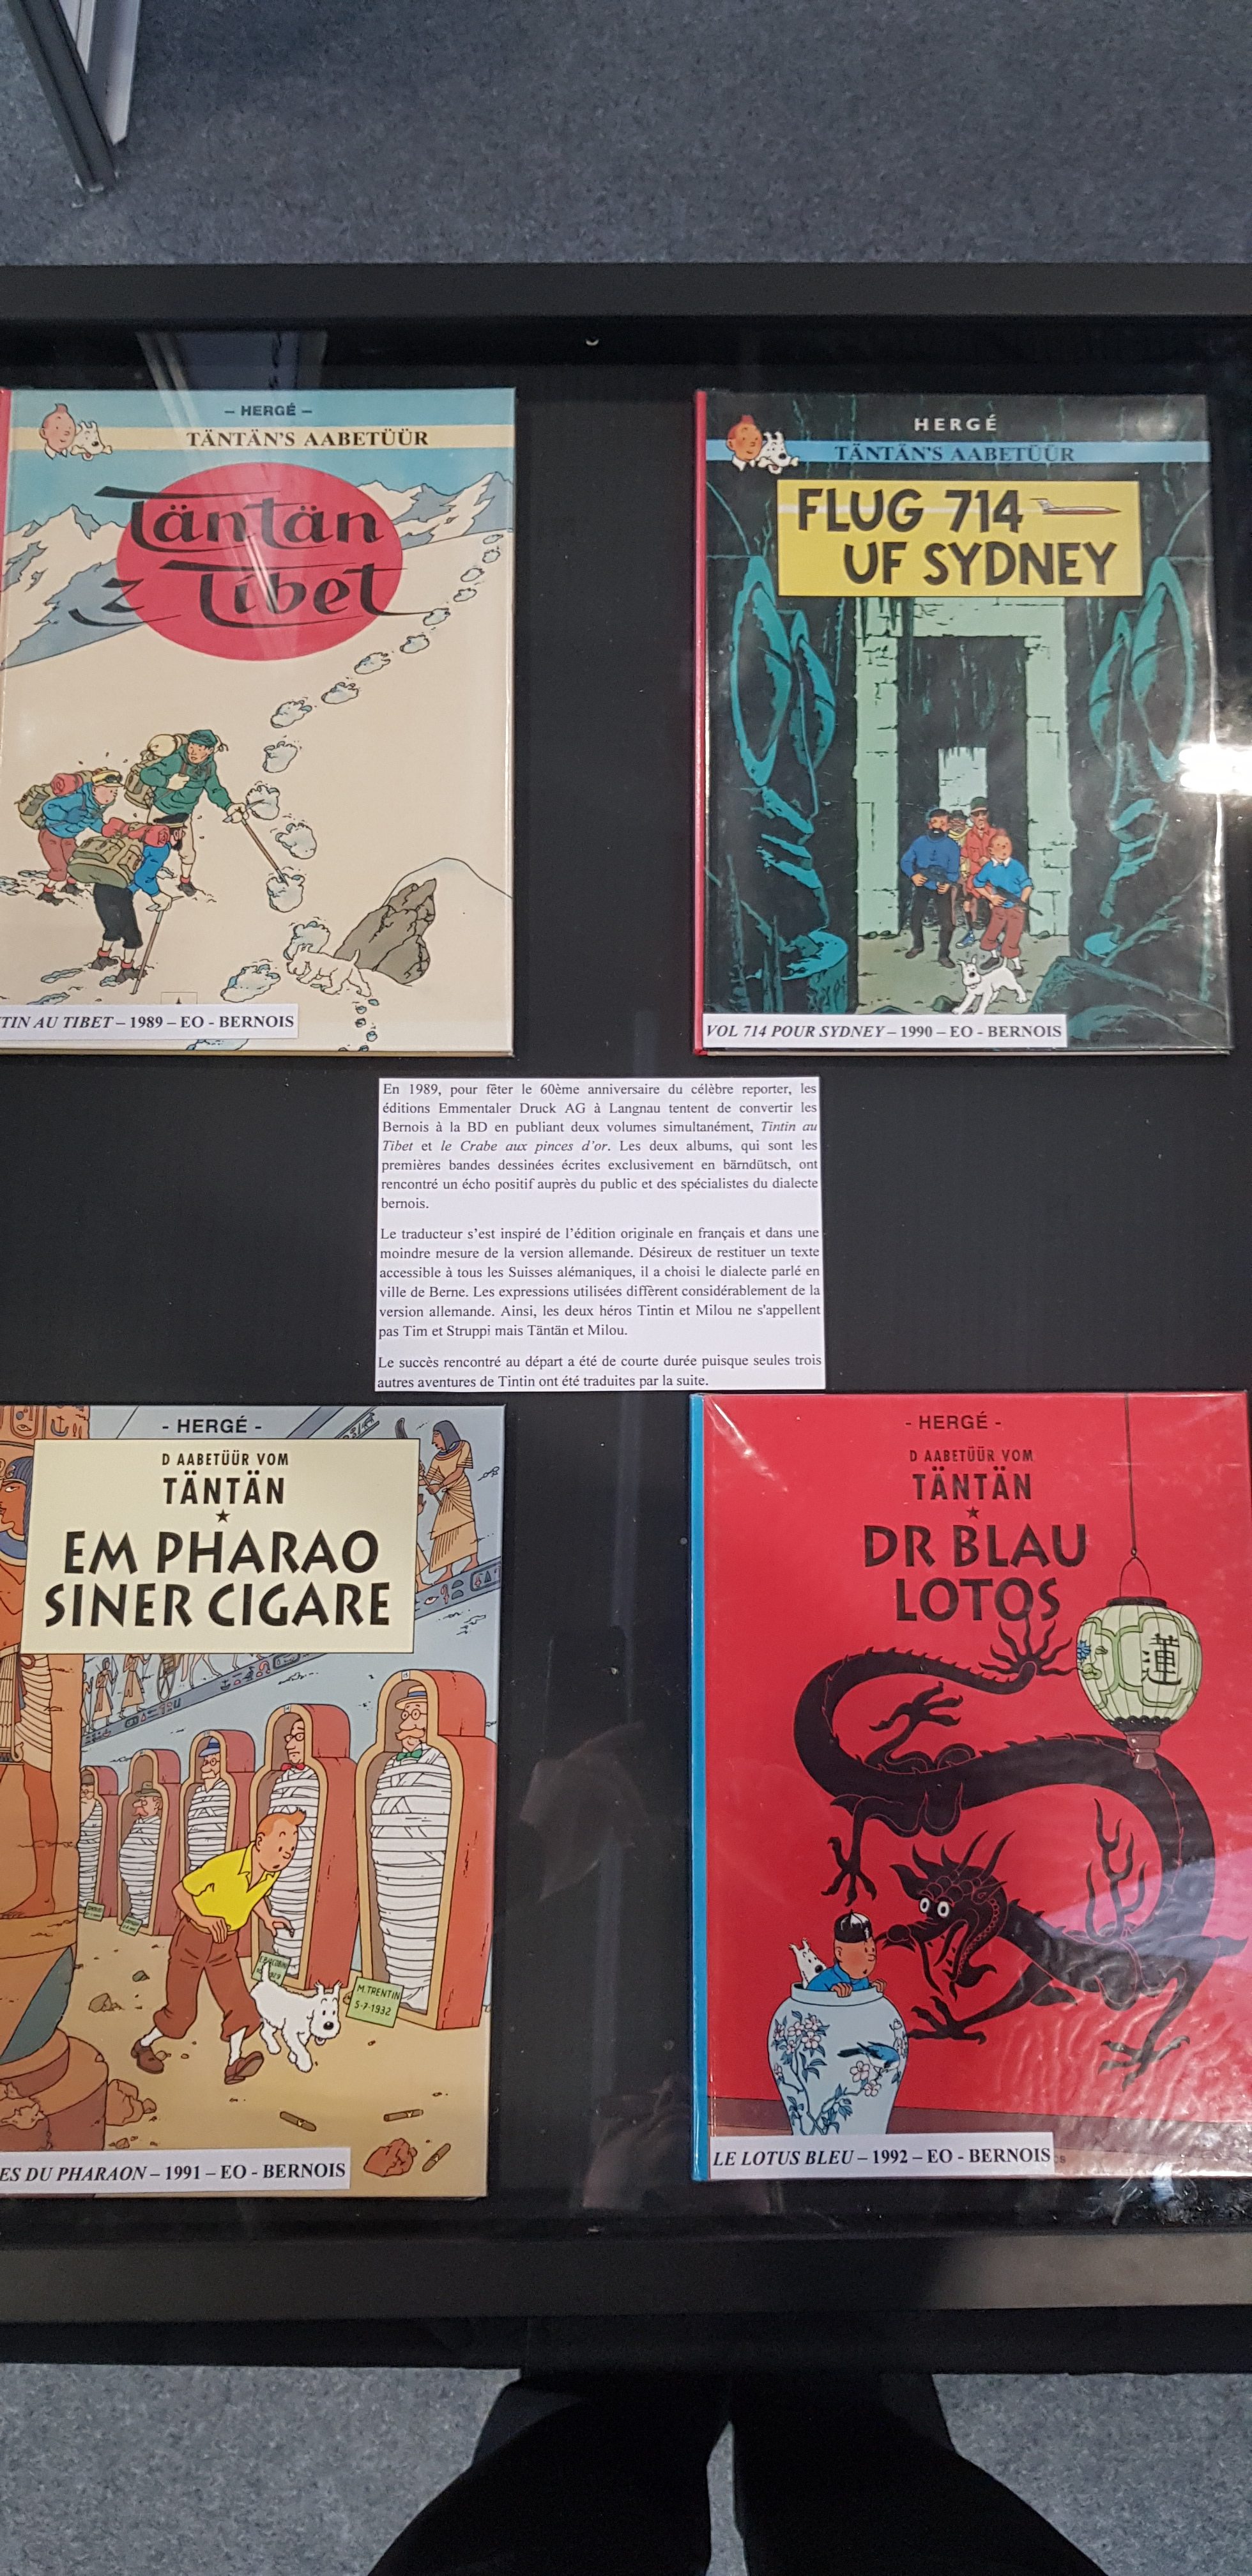 – HERGÉ –
TÄNTÄN'S AABETÜÜR
Täntän
z Tibet
TIN AU TIBET – 1989 – EO - BERNOIS
HERGÉ
TÄNTÄN'S AABETÜÜR
FLUG 714
UF SYDNEY
VOL 714 POUR SYDNEY – 1990 – EO – BERNOIS
En 1989, pour fêter le 60ème anniversaire du célèbre reporter, les
éditions Emmentaler Druck AG à Langnau tentent de convertir les
Bernois à la BD en publiant deux volumes simultanément, Tintin au
Tibet et le Crabe aux pinces d'or. Les deux albums, qui sont les
premières bandes dessinées écrites exclusivement en bärndütsch, ont
rencontré un écho positif auprès du public et des spécialistes du dialecte
bernois.
Le traducteur s'est inspiré de l'édition originale en français et dans une
moindre mesure de la version allemande. Désireux de restituer un texte
accessible à tous les Suisses alémaniques, il a choisi le dialecte parlé en
ville de Berne. Les expressions utilisées diffèrent considérablement de la
version allemande. Ainsi, les deux héros Tintin et Milou ne s'appellent
pas Tim et Struppi mais Täntän et Milou.
Le succès rencontré au départ a été de courte durée puisque seules trois
autres aventures de Tintin ont été traduites par la suite.
- HERGÉ -
D AABETÜÜR VOM
TÄNTÄN
EM PHARAO
SINER CIGARE
M.TRENTIN
5-7-1932
ES DU PHARAON – 1991 – EO - BERNOIS
- HERGÉ -
D AABETÜÜR VOM
TÄNTÄN
DR BLAU
LOTOS
蓮
LE LOTUS BLEU – 1992 – EO - BERNOIS